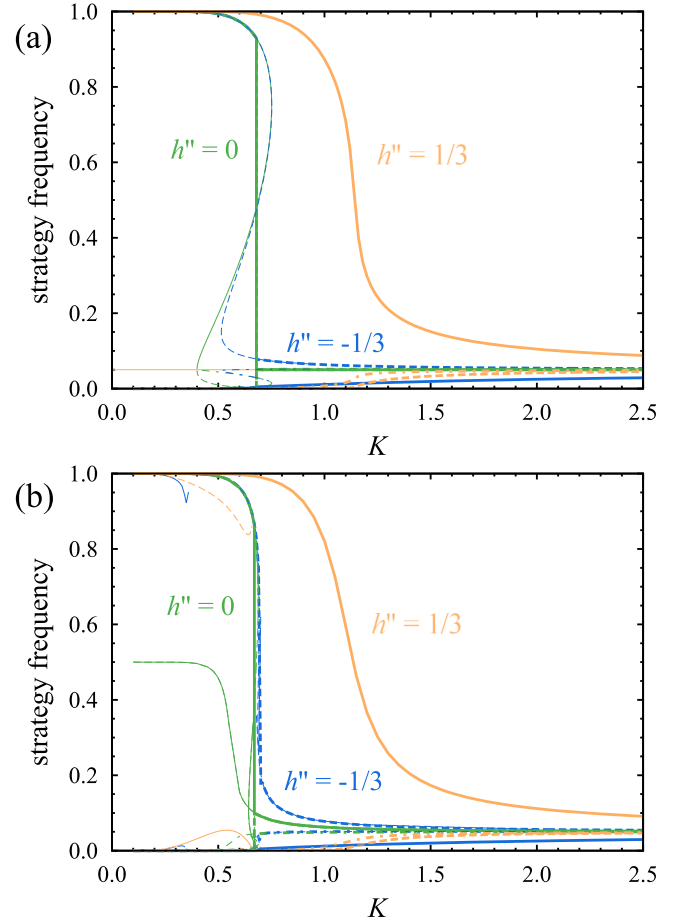 (a)
strategy frequency
1.0
0.8
0.6
0.4
0.2
0.0
h" = 0
h" = 1/3
h" = -1/3
0.0 0.5 1.0 1.5 2.0 2.5
K
(b)
strategy frequency
1.0
0.8
0.6
0.4
0.2
0.0
h" = 0
h" = 1/3
h" = -1/3
0.0 0.5 1.0 1.5 2.0 2.5
K